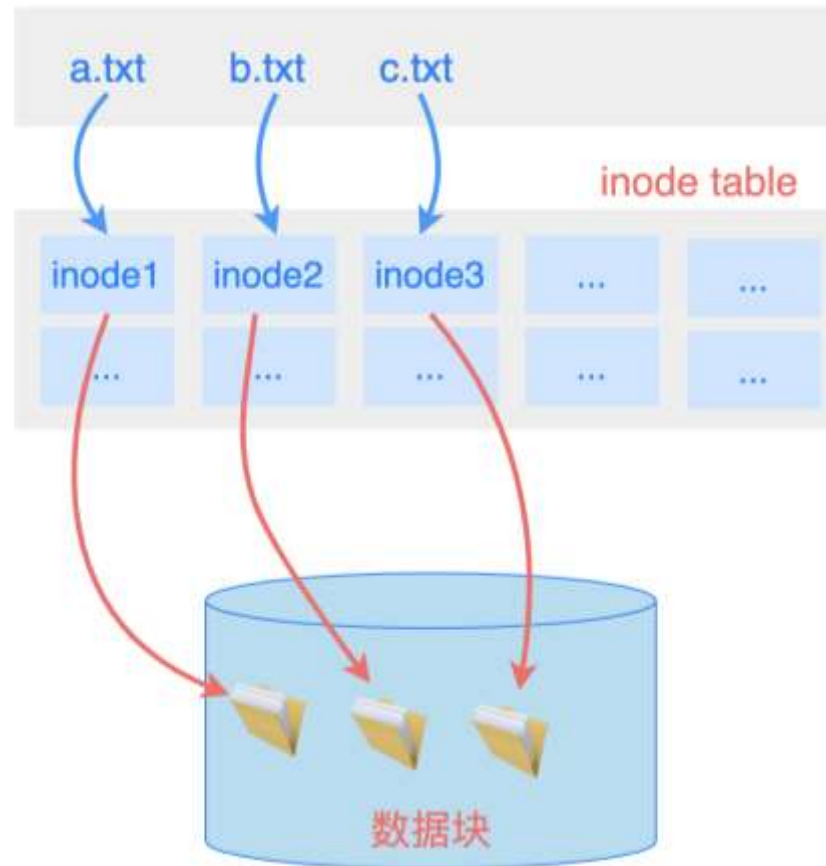 a.txt b.txt c.txt
inode table
inode1 inode2 inode3 ... ...
... ... ... ... ...
数据块